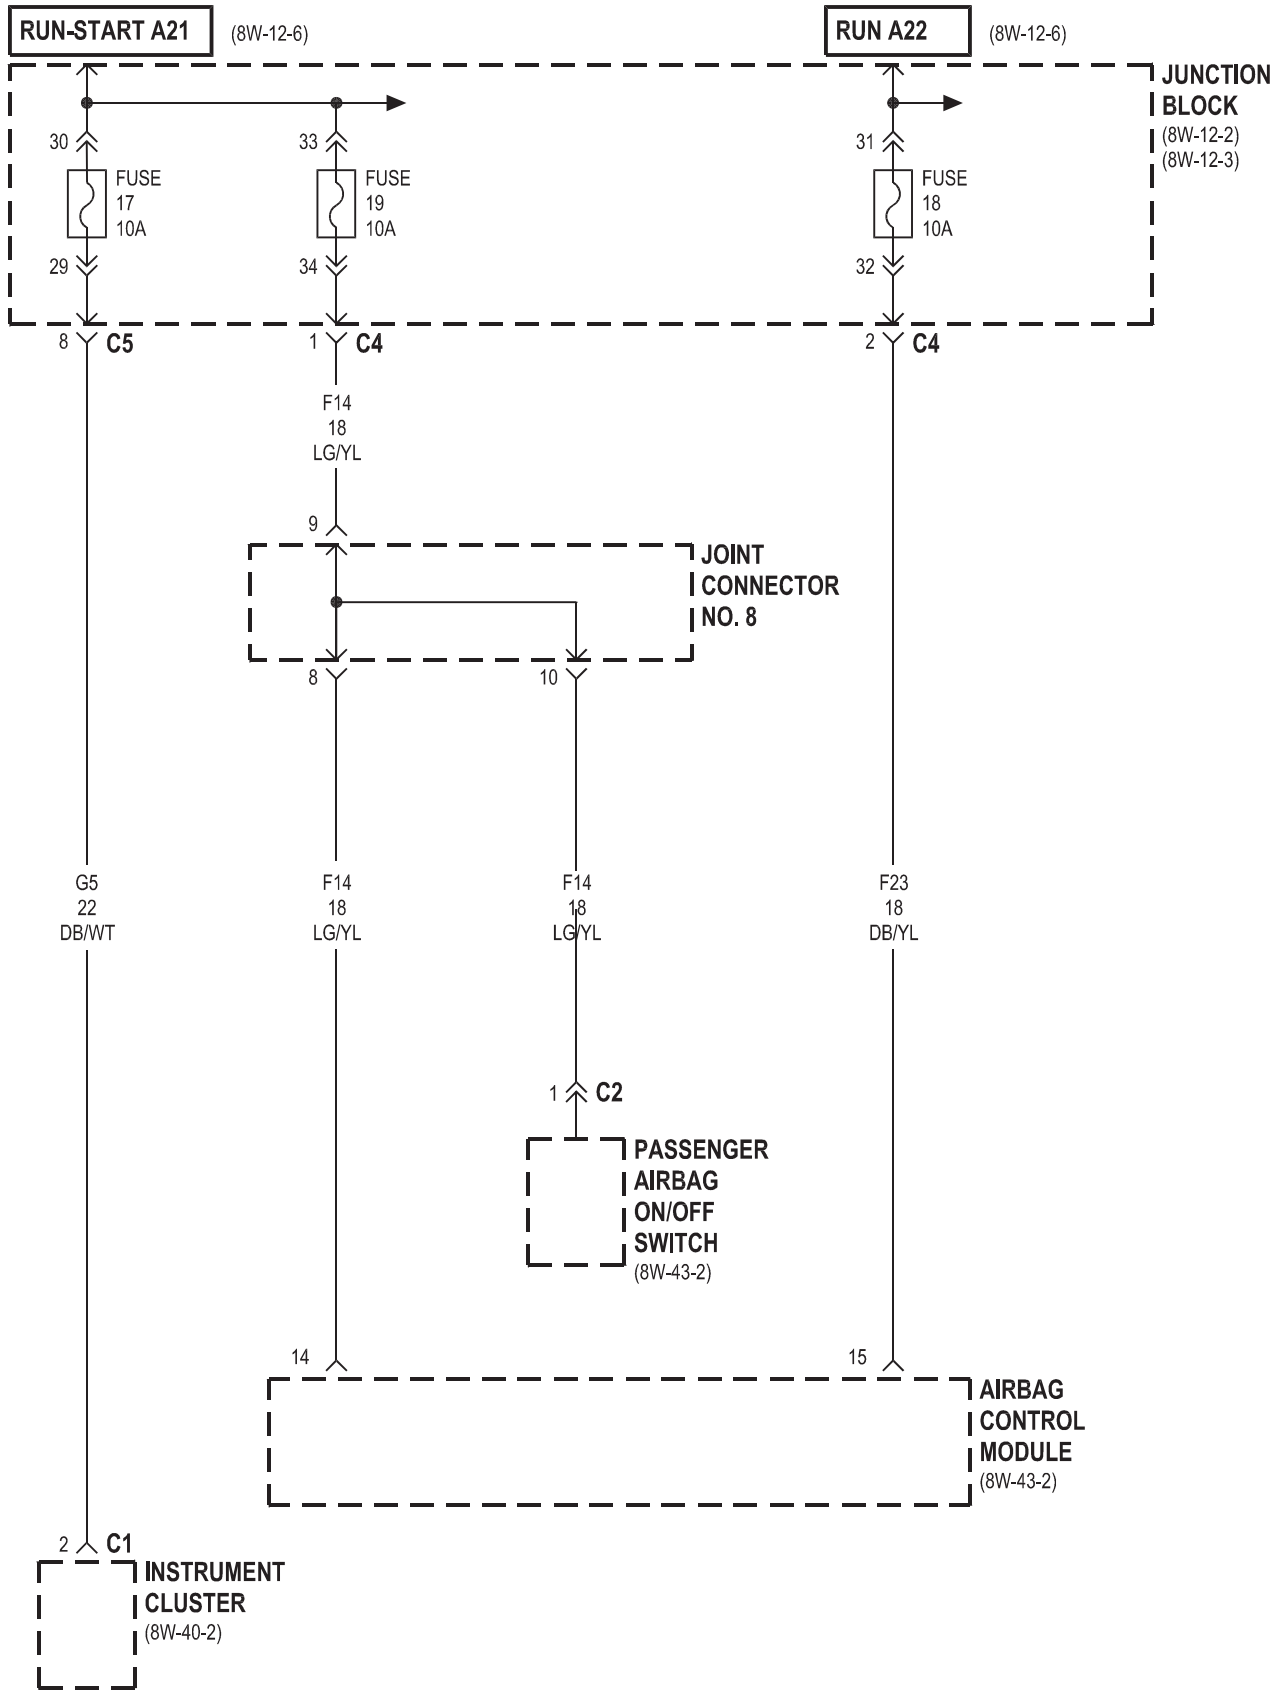 RUN-START A21 (8W-12-6)
RUN A22 (8W-12-6)
JUNCTION
BLOCK
(8W-12-2)
(8W-12-3)
30
FUSE
17
10A
29
33
FUSE
19
10A
34
31
FUSE
18
10A
32
8 C5
1 C4
2 C4
F14
18
LG/YL
9
JOINT
CONNECTOR
NO. 8
8
10
G5
22
DB/WT
F14
18
LG/YL
F14
18
LG/YL
F23
18
DB/YL
1 C2
PASSENGER
AIRBAG
ON/OFF
SWITCH
(8W-43-2)
14
15
AIRBAG
CONTROL
MODULE
(8W-43-2)
2 C1
INSTRUMENT
CLUSTER
(8W-40-2)